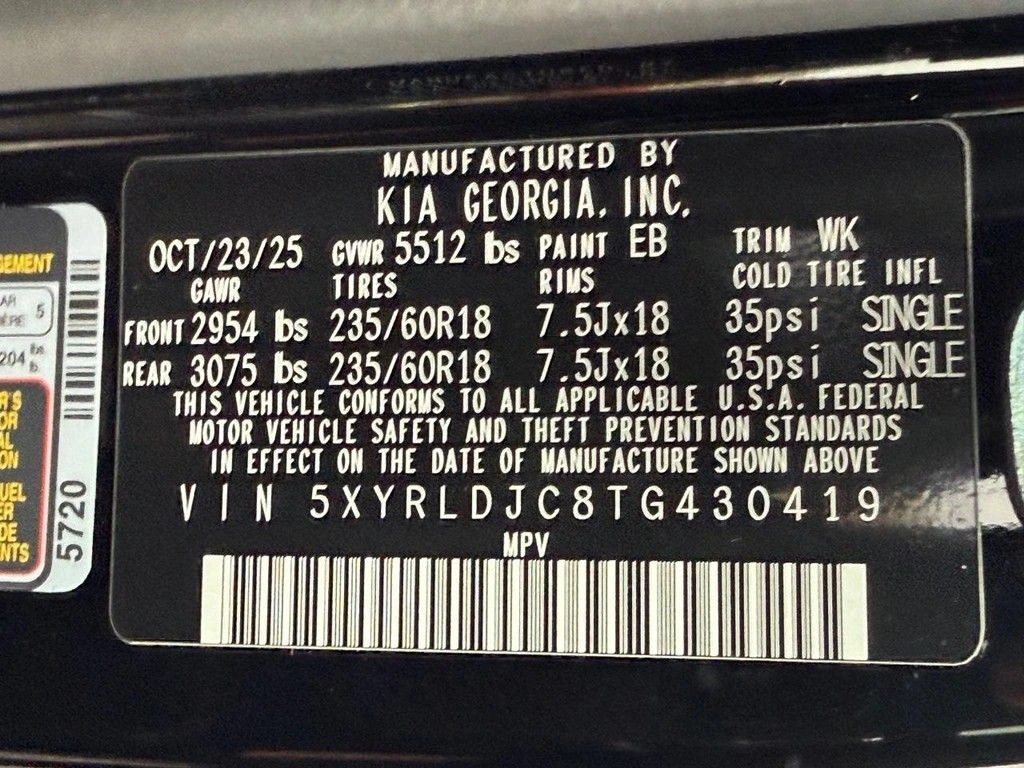 MANUFACTURED BY
KIA GEORGIA, INC.
OCT/23/25 GVWR 5512 lbs PAINT EB TRIM WK
GAWR TIRES RIMS COLD TIRE INFL
FRONT 2954 lbs 235/60R18 7.5Jx18 35psi SINGLE
REAR 3075 lbs 235/60R18 7.5Jx18 35psi SINGLE
THIS VEHICLE CONFORMS TO ALL APPLICABLE U.S.A. FEDERAL
MOTOR VEHICLE SAFETY AND THEFT PREVENTION STANDARDS
IN EFFECT ON THE DATE OF MANUFACTURE SHOWN ABOVE
VIN 5XYRLDJC8TG430419
MPV
5
204 lbs
5720